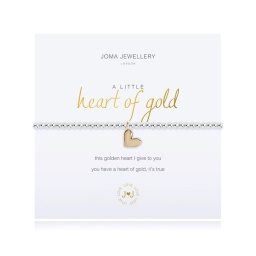 JOMA JEWELLERY
LONDON
A LITTLE
heart of gold
this golden heart I give to you
you have a heart of gold, it's true
J J